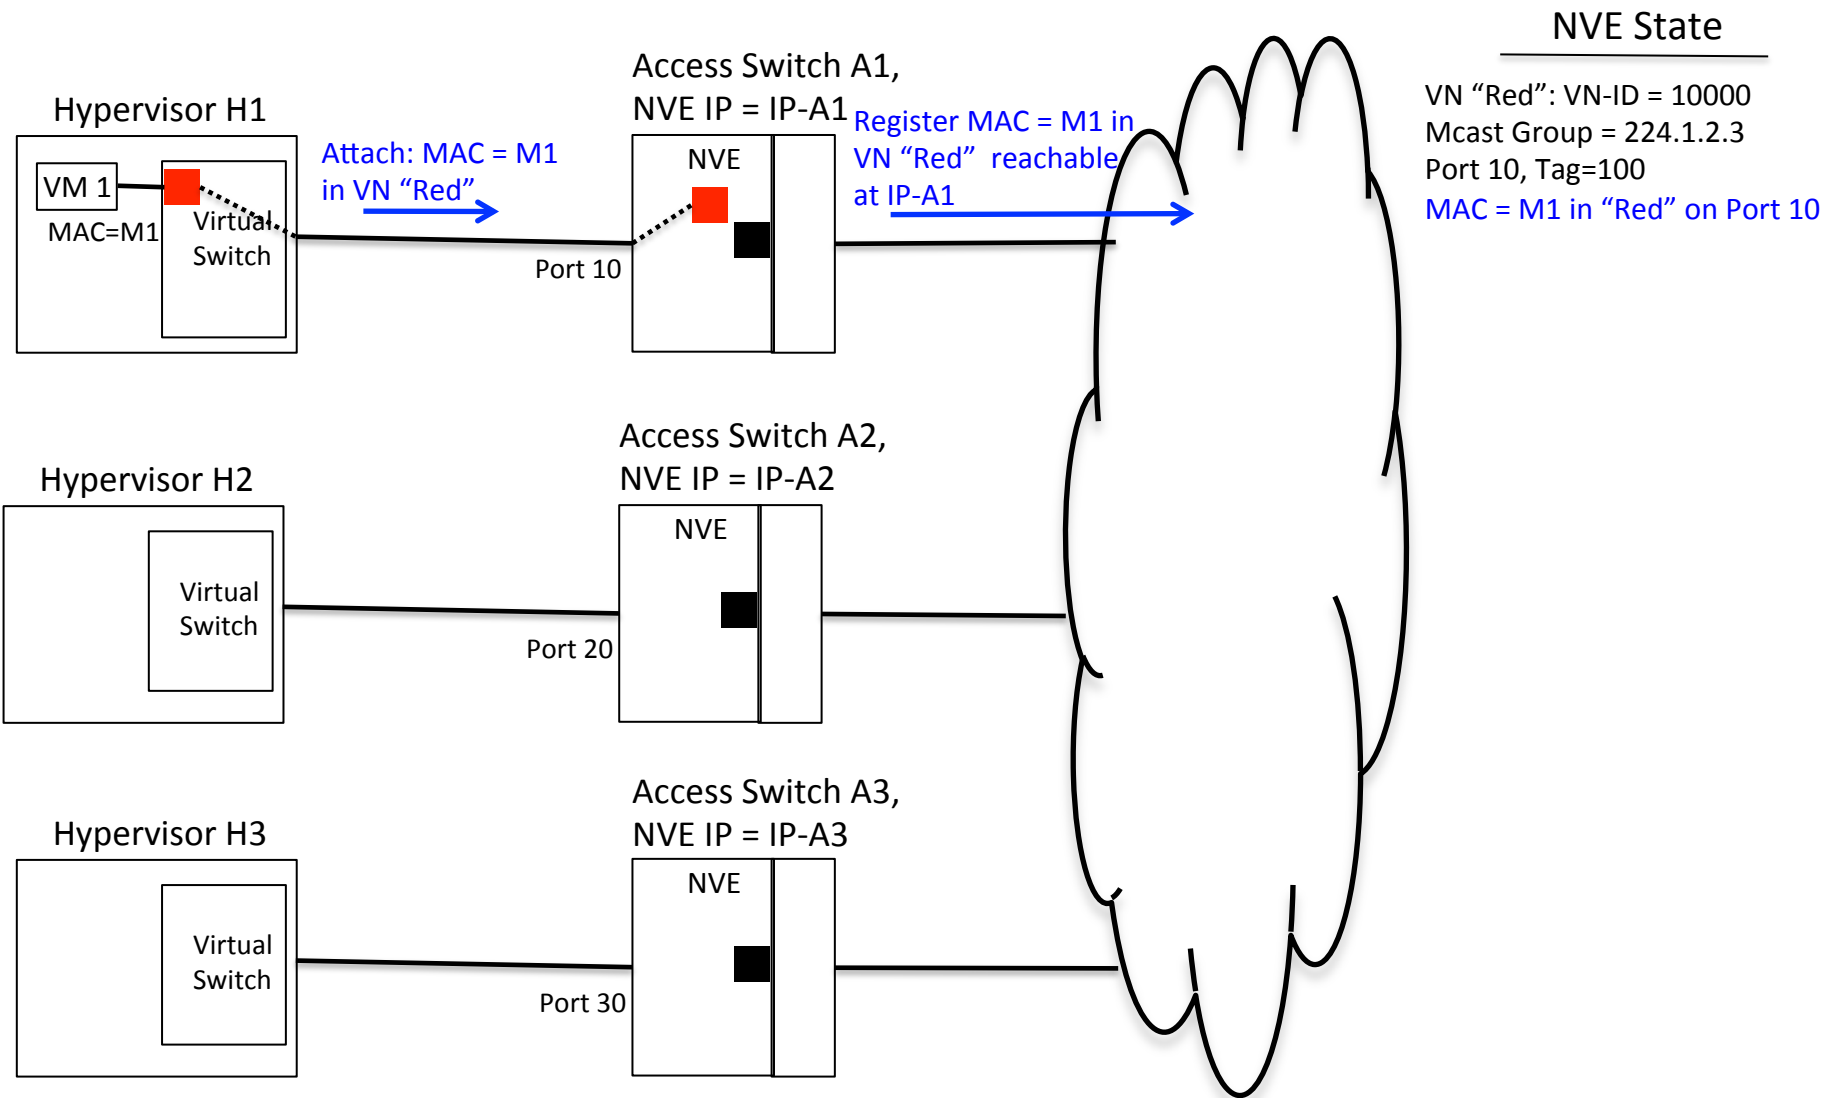 NVE State
VN “Red”: VN-ID = 10000
Mcast Group = 224.1.2.3
Port 10, Tag=100
MAC = M1 in “Red” on Port 10
Hypervisor H1
VM 1
MAC=M1
Virtual
Switch
Attach: MAC = M1
in VN “Red”
Port 10
Access Switch A1,
NVE IP = IP-A1
NVE
Register MAC = M1 in
VN “Red” reachable
at IP-A1
Hypervisor H2
Virtual
Switch
Port 20
Access Switch A2,
NVE IP = IP-A2
NVE
Hypervisor H3
Virtual
Switch
Port 30
Access Switch A3,
NVE IP = IP-A3
NVE